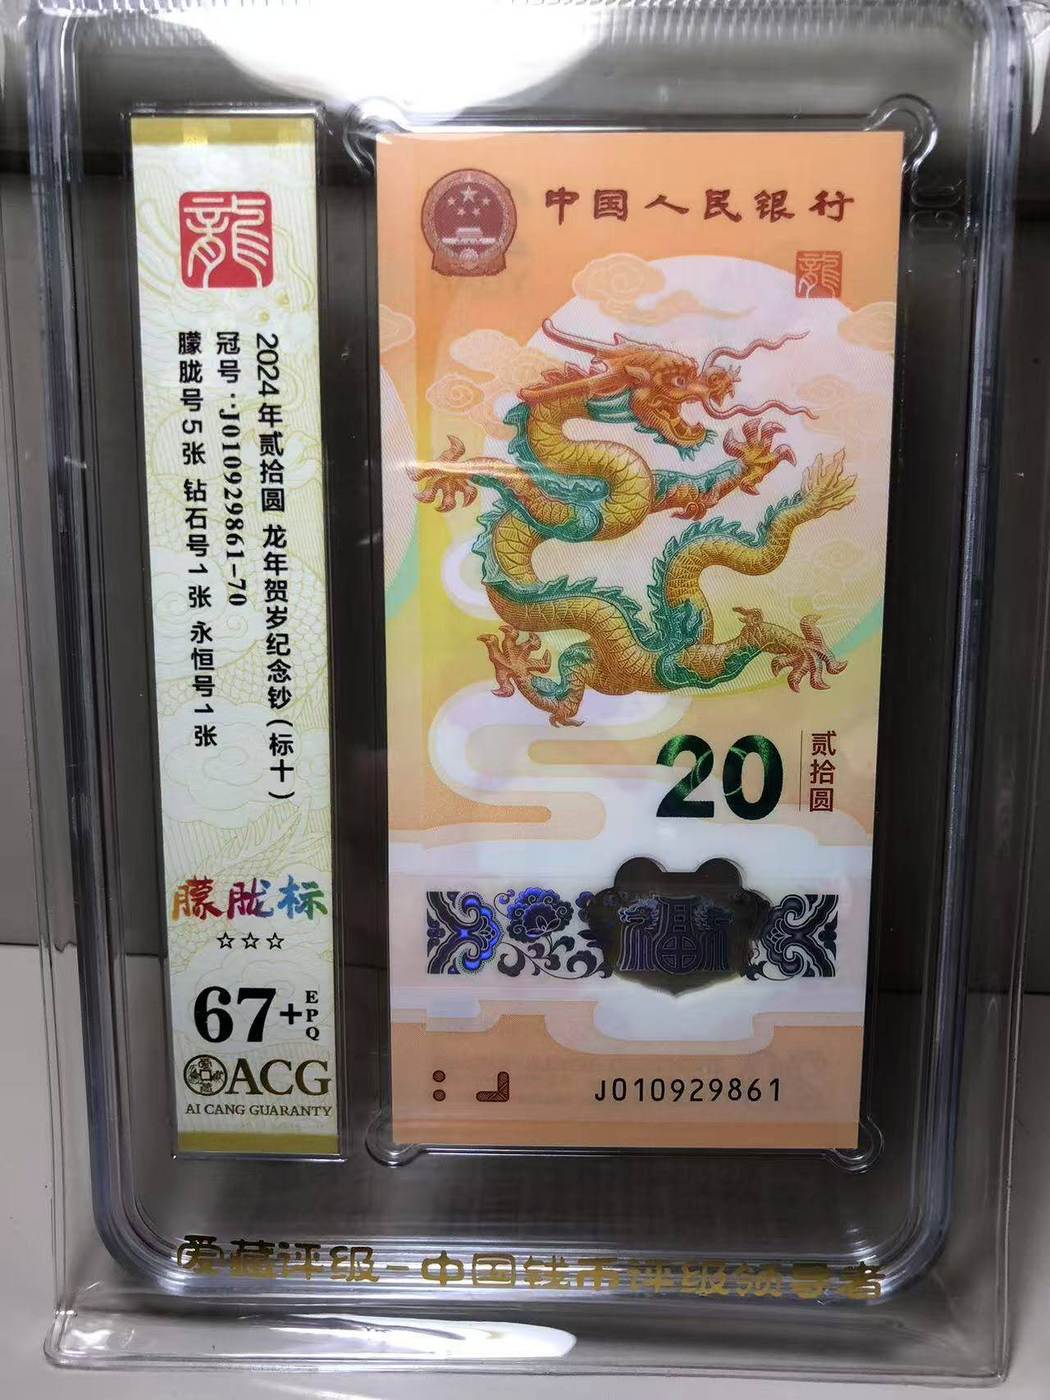 龍
2024年贰拾圆 龙年贺岁纪念钞(标十)
冠号:J010929861-70
朦胧号5张 钻石号1张 永恒号1张
朦胧标
☆☆☆
67+EPQ
ACG
AI CANG GUARANTY
中国人民银行
龍
20
贰拾圆
福
J010929861
爱藏评级-中国钱币评级领导者